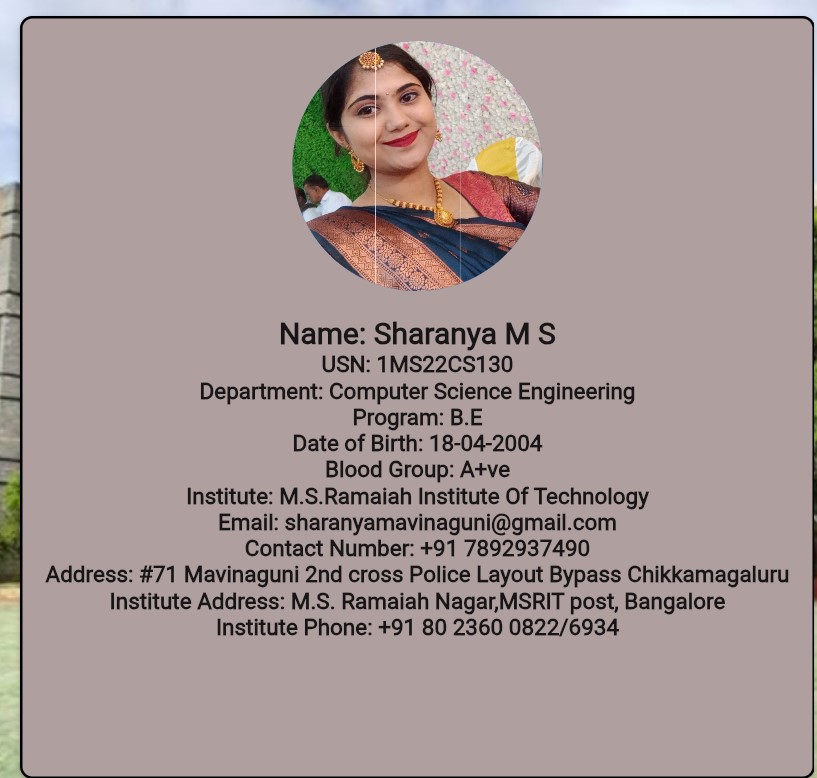 Name: Sharanya M S
USN: 1MS22CS130
Department: Computer Science Engineering
Program: B.E
Date of Birth: 18-04-2004
Blood Group: A+ve
Institute: M.S.Ramaiah Institute Of Technology
Email: sharanyamavinaguni@gmail.com
Contact Number: +91 7892937490
Address: #71 Mavinaguni 2nd cross Police Layout Bypass Chikkamagaluru
Institute Address: M.S. Ramaiah Nagar,MSRIT post, Bangalore
Institute Phone: +91 80 2360 0822/6934